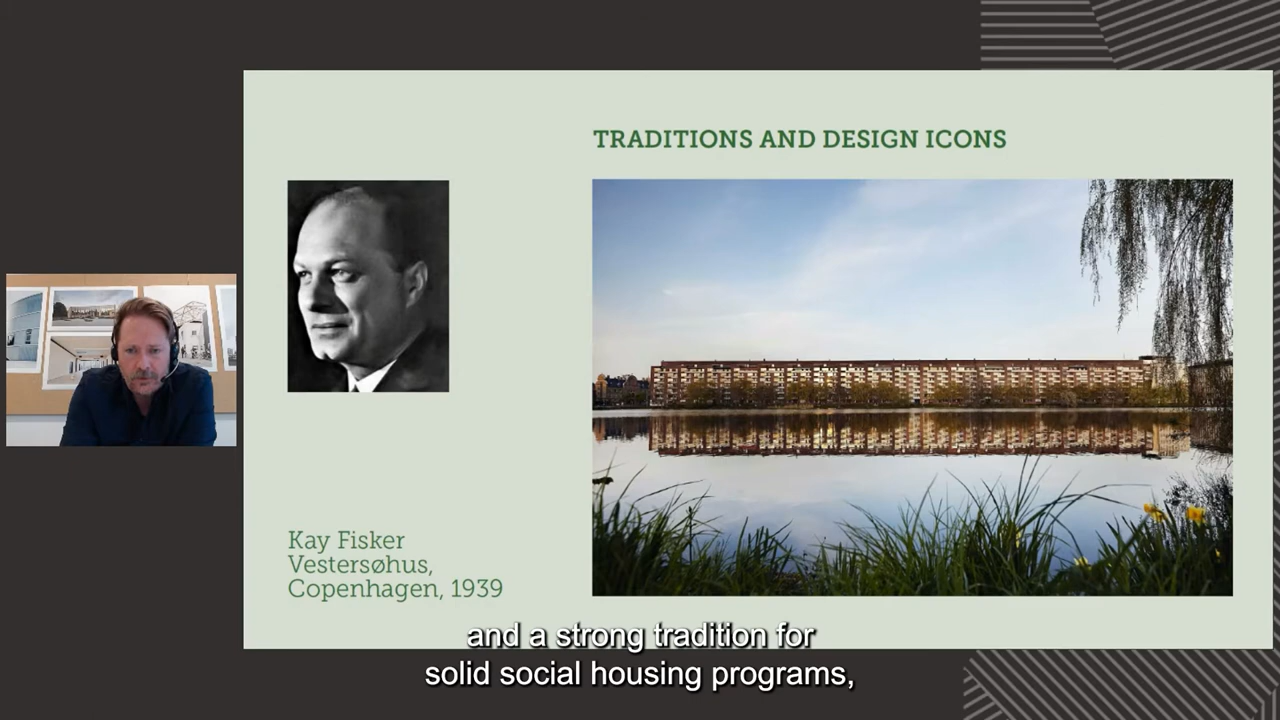 TRADITIONS AND DESIGN ICONS
Kay Fisker
Vestersøhus,
Copenhagen, 1939
and a strong tradition for
solid social housing programs,